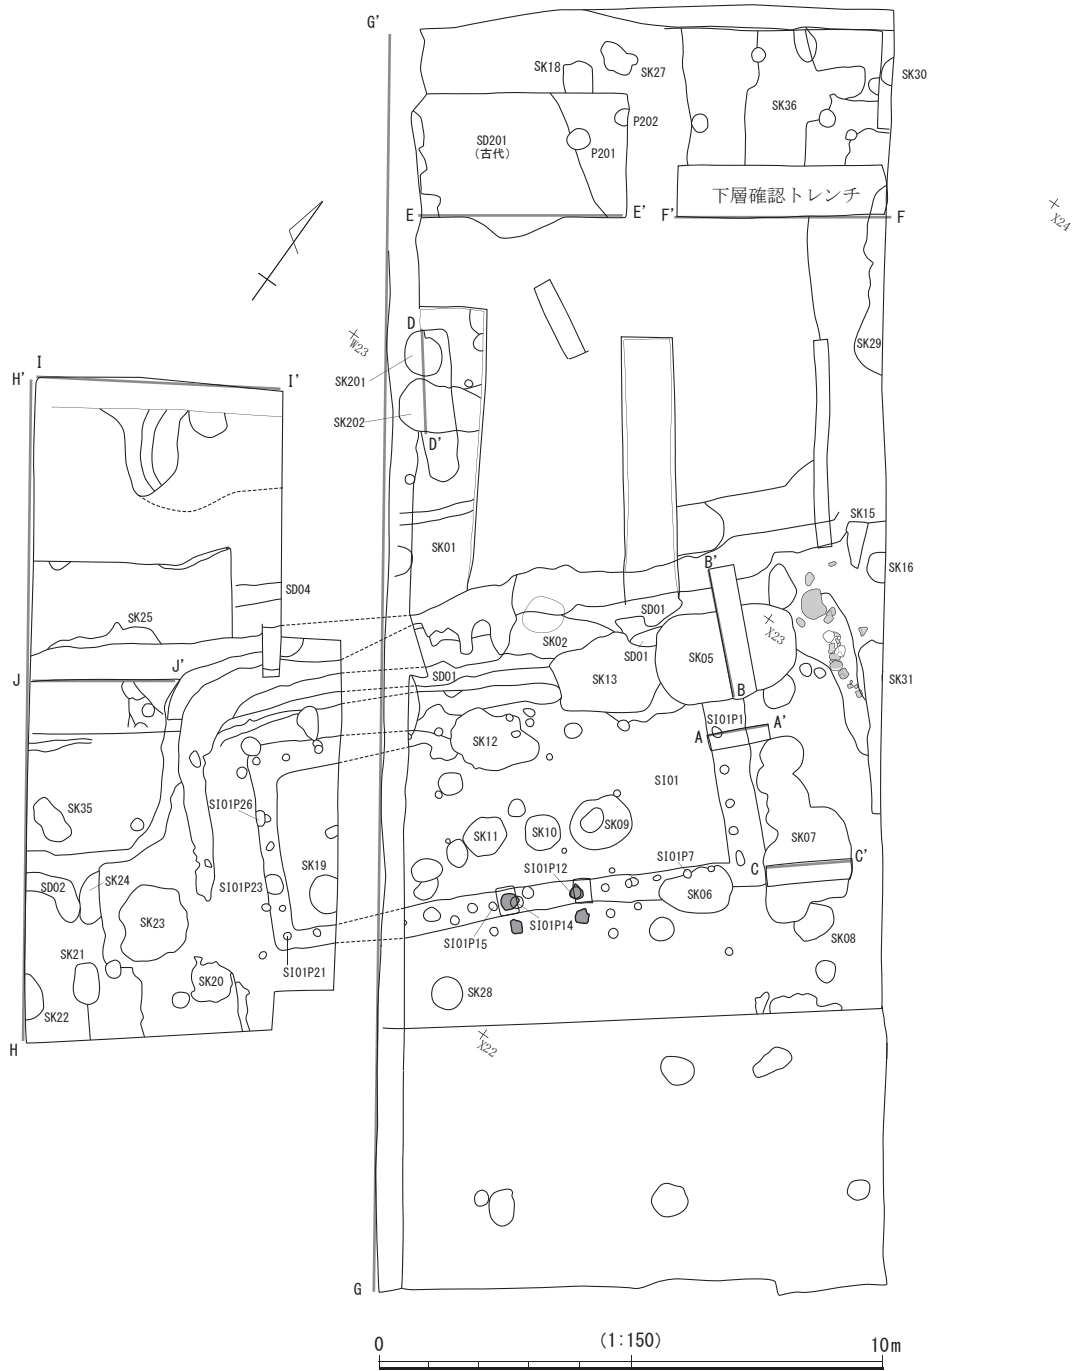 G'
SK18
SK27
SK30
SK36
P202
SD201
(古代)
P201
下層確認トレンチ
E
E'
F'
F
X24
D
W23
SK29
SK201
I
H'
I'
SK202
D'
SK15
SK01
B'
SK16
SD04
SK25
SD01
X23
SK02
SD01
SK05
J'
J
SD01
SK13
B
SK31
SI01P1
A'
A
SK12
SI01
SI01P26
SK35
SK09
SK11
SK10
SK07
SI01P12
SI01P7
C'
SK19
C
SK24
SD02
SI01P23
SK06
SK23
SI01P14
SI01P15
SK08
SK21
SI01P21
SK20
SK28
SK22
X22
H
G
0
(1:150)
10m